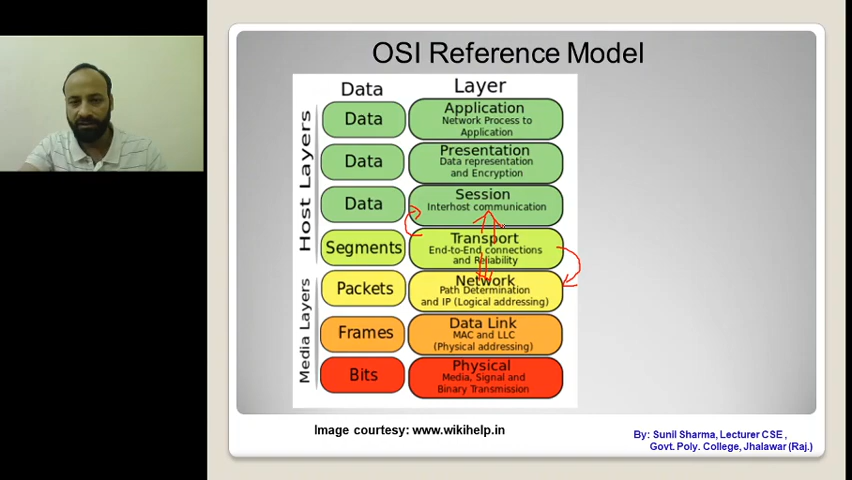 OSI Reference Model
Data Layer
Host Layers
Media Layers
Data
Application
Network Process to
Application
Data
Presentation
Data representation
and Encryption
Data
Session
Interhost communication
Segments
Transport
End-to-End connections
and Reliability
Packets
Network
Path Determination
and IP (Logical addressing)
Frames
Data Link
MAC and LLC
(Physical addressing)
Bits
Physical
Media, Signal and
Binary Transmission
Image courtesy: www.wikihelp.in
By: Sunil Sharma, Lecturer CSE ,
Govt. Poly. College, Jhalawar (Raj.)